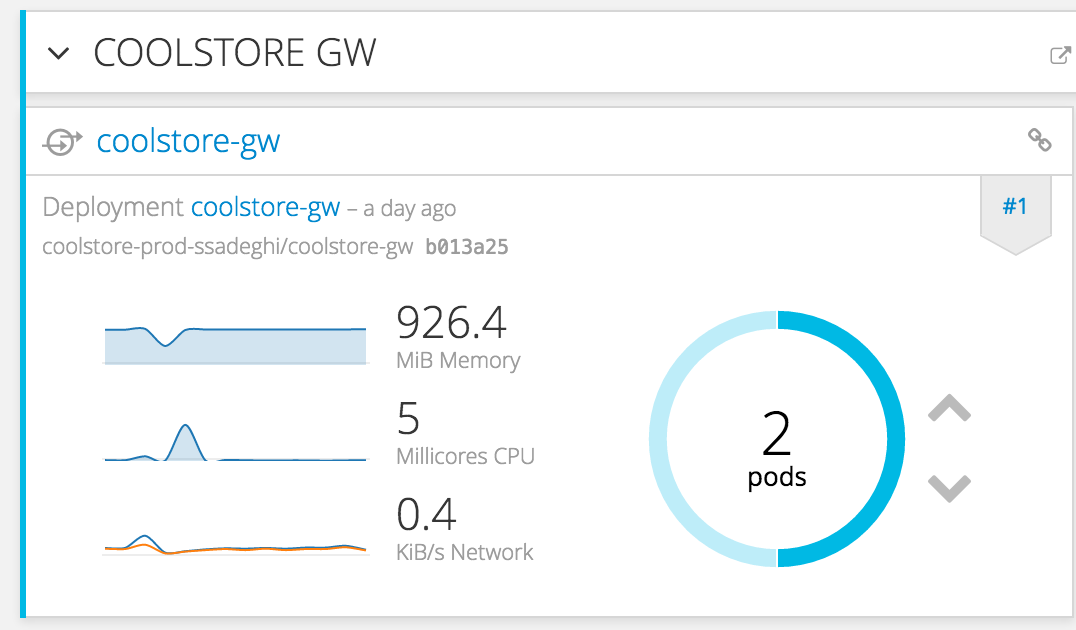 COOLSTORE GW
coolstore-gw
Deployment coolstore-gw – a day ago
#1
coolstore-prod-ssadeghi/coolstore-gw b013a25
926.4
MiB Memory
5
Millicores CPU
0.4
KiB/s Network
2
pods